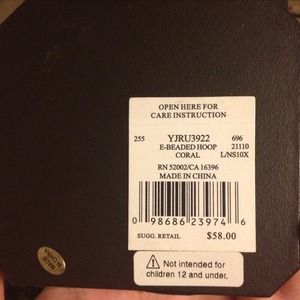 OPEN HERE FOR
CARE INSTRUCTION
255 YJRU3922 696
E-BEADED HOOP 21110
CORAL L/NS10X
RN 52002/CA 16396
MADE IN CHINA
0 98686 23974 6
SUGG. RETAIL $58.00
Not intended for
children 12 and under.